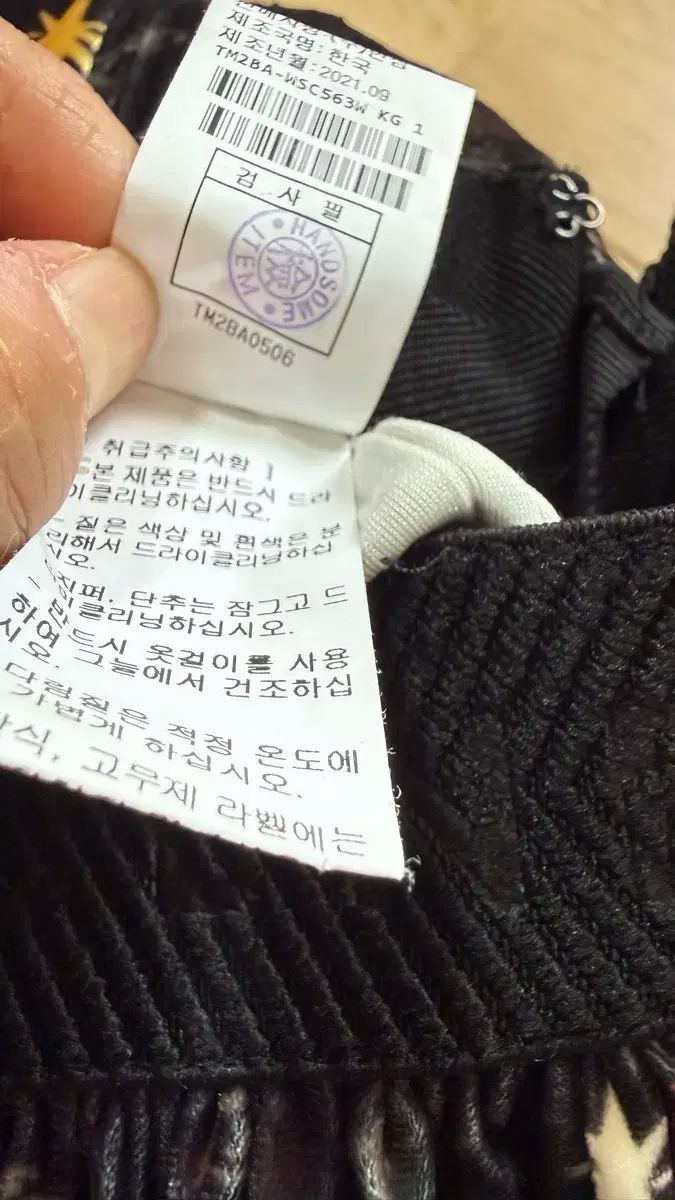 제조국명:한국
제조년월:2021.09
TM2BA-WSC563W KG 1
검 사 필
HANDSOME
ITEM
TM2BA0506
취급주의사항 1
본 제품은 반드시 드라
이클리닝하십시오.
- 짙은 색상 및 흰색은 분
리해서 드라이클리닝하십
시오.
- 지퍼, 단추는 잠그고 드
클리닝하십시오.
드시 옷걸이를 사용
하여 그늘에서 건조하십
시오.
다림질은 적정 온도에
가볍게 하십시오.
식, 고무제 라벨에는